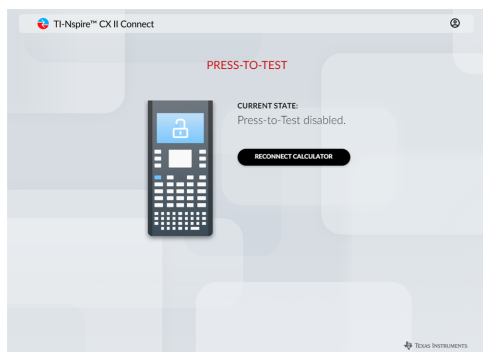 TI-Nspire™ CX II Connect
PRESS-TO-TEST
CURRENT STATE:
Press-to-Test disabled.
RECONNECT CALCULATOR
TEXAS INSTRUMENTS